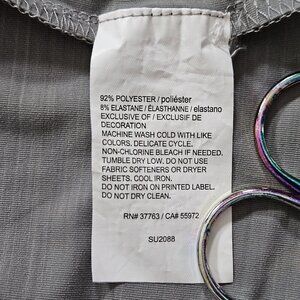 92% POLYESTER / poliéster
8% ELASTANE / ÉLASTHANNE / elastano
EXCLUSIVE OF / EXCLUSIF DE
DECORATION
MACHINE WASH COLD WITH LIKE
COLORS. DELICATE CYCLE.
NON-CHLORINE BLEACH IF NEEDED.
TUMBLE DRY LOW. DO NOT USE
FABRIC SOFTENERS OR DRYER
SHEETS. COOL IRON.
DO NOT IRON ON PRINTED LABEL.
DO NOT DRY CLEAN.
RN# 37763 / CA# 55972
SU2088